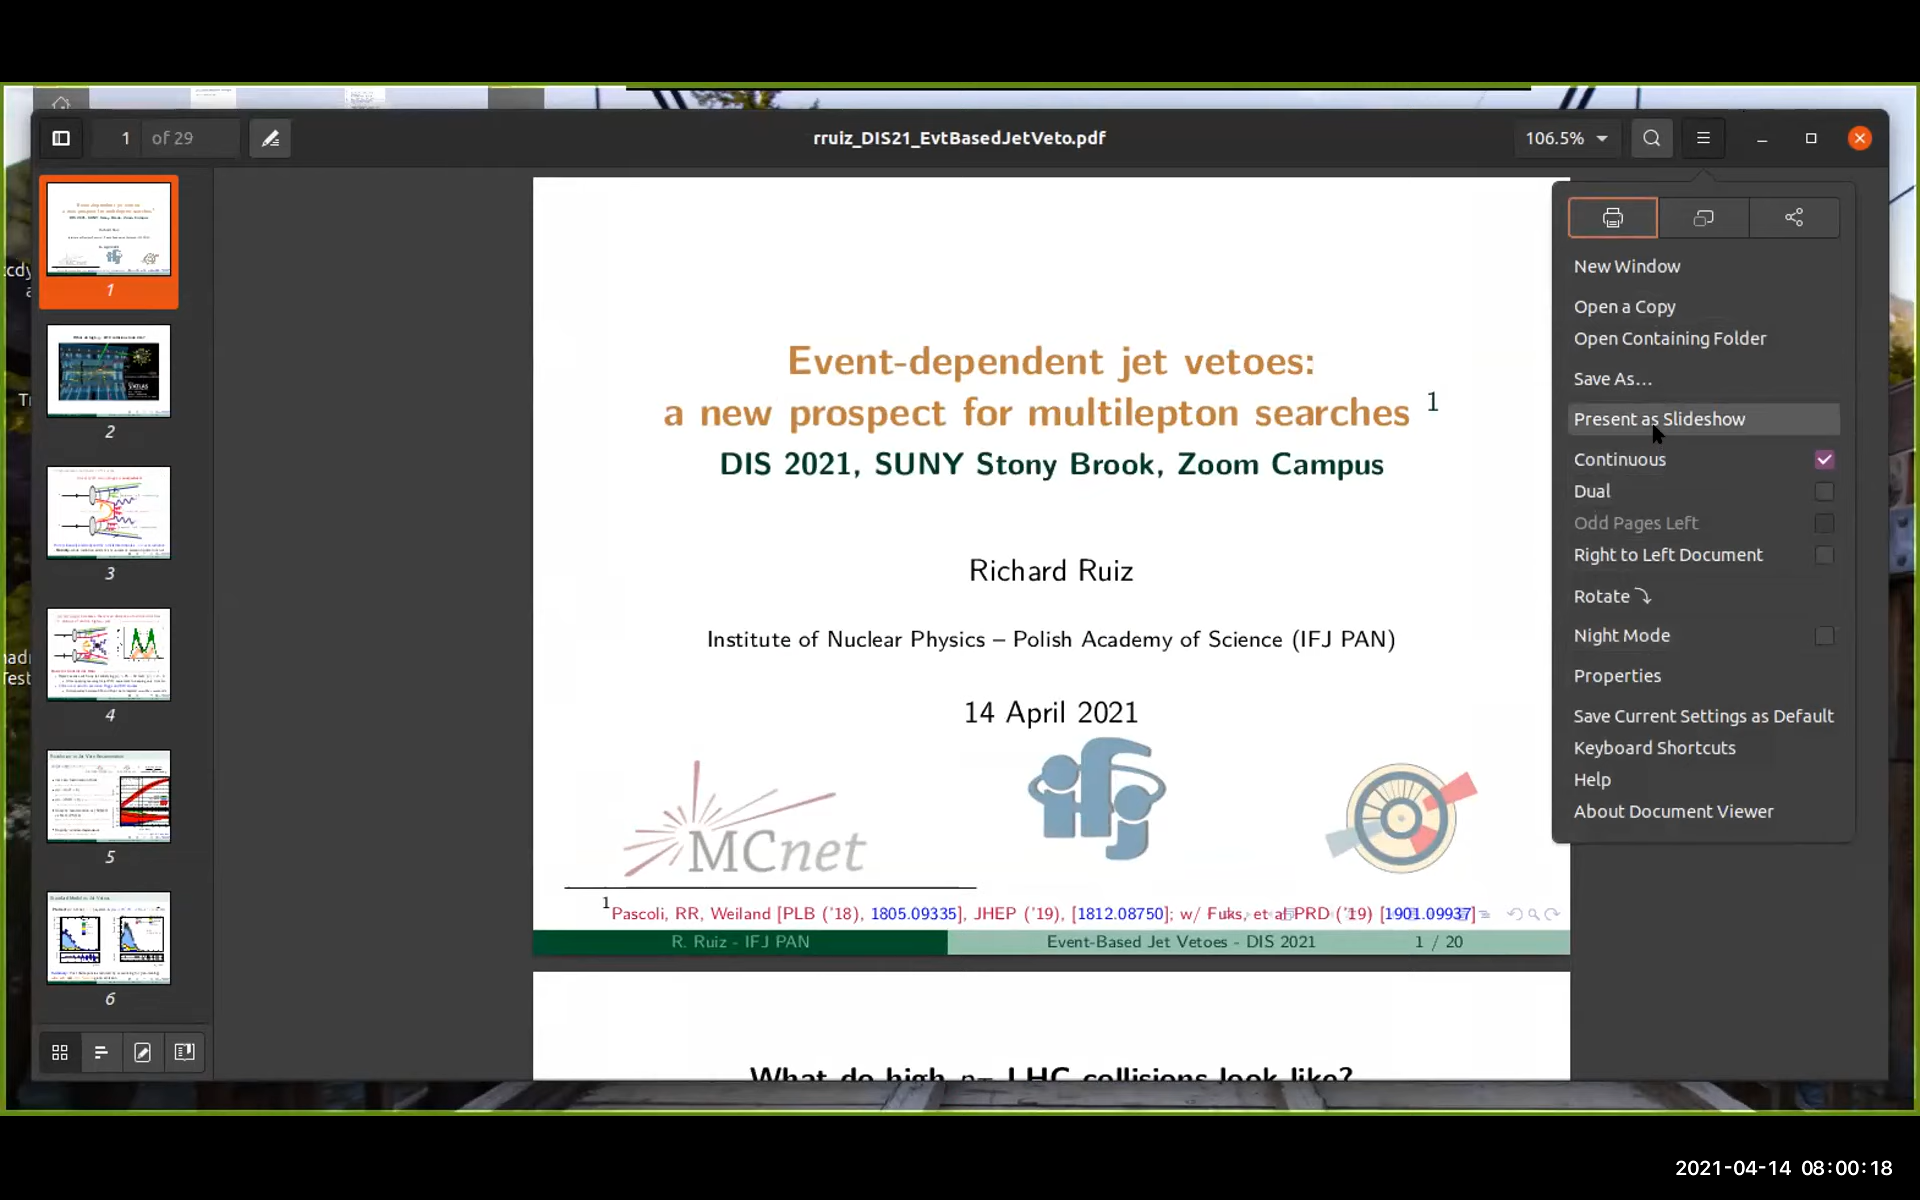 1 of 29
rruiz_DIS21_EvtBasedJetVeto.pdf
106.5%
1
2
3
4
5
6
Event-dependent jet vetoes:
a new prospect for multilepton searches 1
DIS 2021, SUNY Stony Brook, Zoom Campus
Richard Ruiz
Institute of Nuclear Physics – Polish Academy of Science (IFJ PAN)
14 April 2021
MCnet
ifj
1 Pascoli, RR, Weiland [PLB ('18), 1805.09335], JHEP ('19), [1812.08750]; w/ Fuks, et al PRD ('19) [1901.09937]
R. Ruiz - IFJ PAN
Event-Based Jet Vetoes - DIS 2021
1 / 20
What do high p_T LHC collisions look like?
New Window
Open a Copy
Open Containing Folder
Save As…
Present as Slideshow
Continuous
Dual
Odd Pages Left
Right to Left Document
Rotate
Night Mode
Properties
Save Current Settings as Default
Keyboard Shortcuts
Help
About Document Viewer
2021-04-14 08:00:18